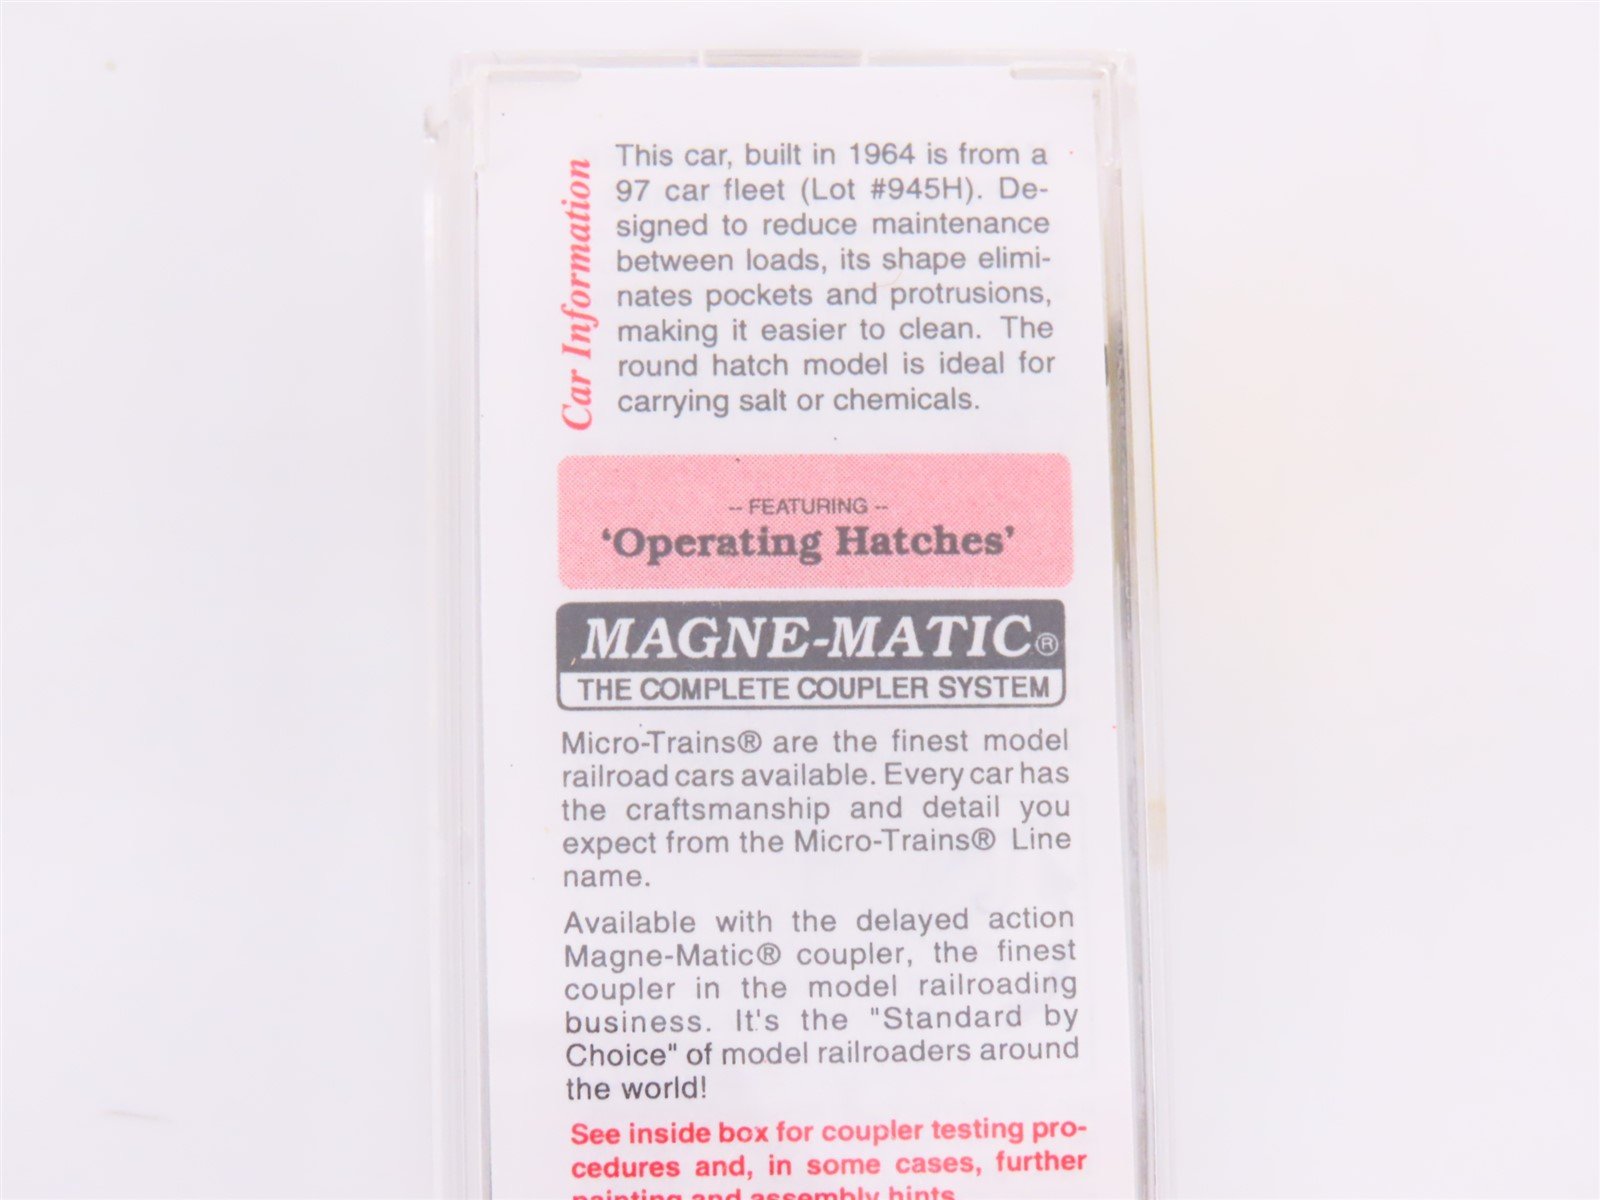 Car Information
This car, built in 1964 is from a
97 car fleet (Lot #945H). De-
signed to reduce maintenance
between loads, its shape elimi-
nates pockets and protrusions,
making it easier to clean. The
round hatch model is ideal for
carrying salt or chemicals.
-- FEATURING --
'Operating Hatches'
MAGNE-MATIC®
THE COMPLETE COUPLER SYSTEM
Micro-Trains® are the finest model
railroad cars available. Every car has
the craftsmanship and detail you
expect from the Micro-Trains® Line
name.
Available with the delayed action
Magne-Matic® coupler, the finest
coupler in the model railroading
business. It's the "Standard by
Choice" of model railroaders around
the world!
See inside box for coupler testing pro-
cedures and, in some cases, further
painting and assembly hints.